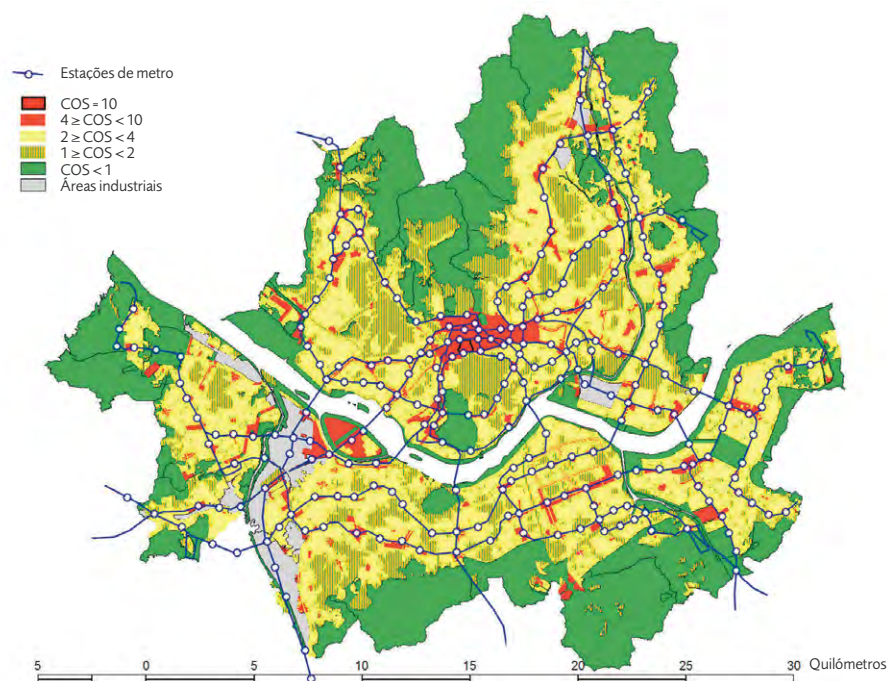 Estações de metro
COS = 10
4 ≥ COS < 10
2 ≥ COS < 4
1 ≥ COS < 2
COS < 1
Áreas industriais
5 0 5 10 15 20 25 30 Quilómetros